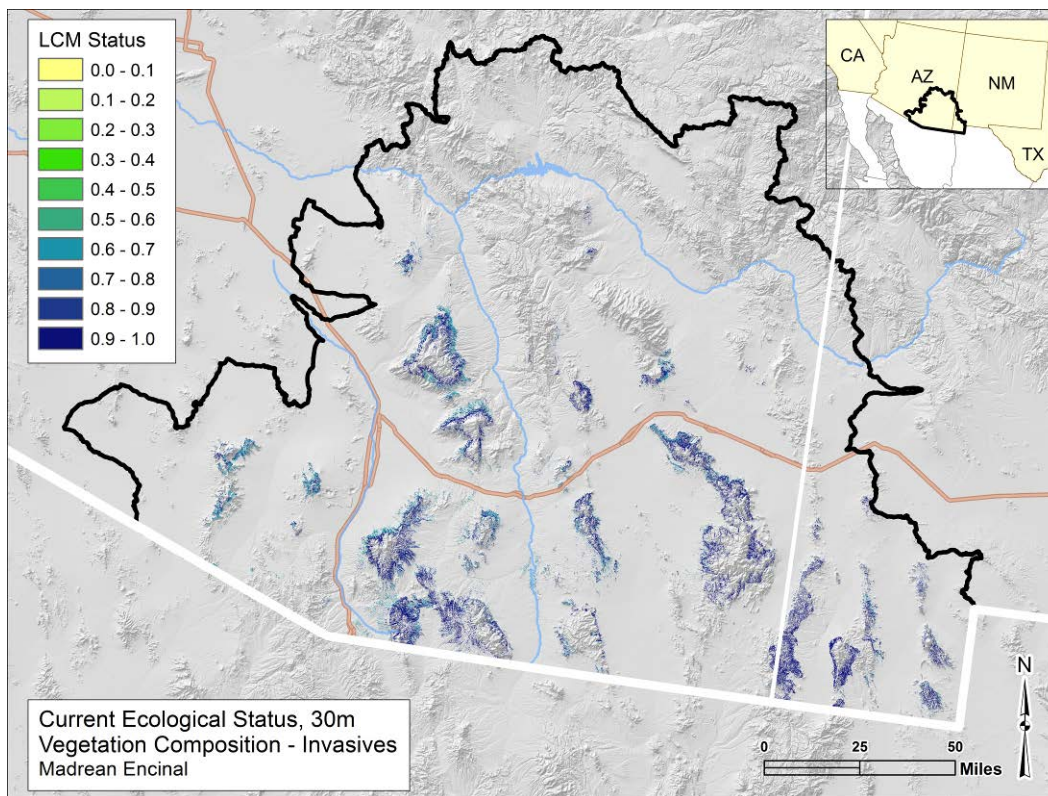 LCM Status
0.0 - 0.1
0.1 - 0.2
0.2 - 0.3
0.3 - 0.4
0.4 - 0.5
0.5 - 0.6
0.6 - 0.7
0.7 - 0.8
0.8 - 0.9
0.9 - 1.0
CA
AZ
NM
TX
N
Current Ecological Status, 30m
Vegetation Composition - Invasives
Madrean Encinal
0 25 50
Miles